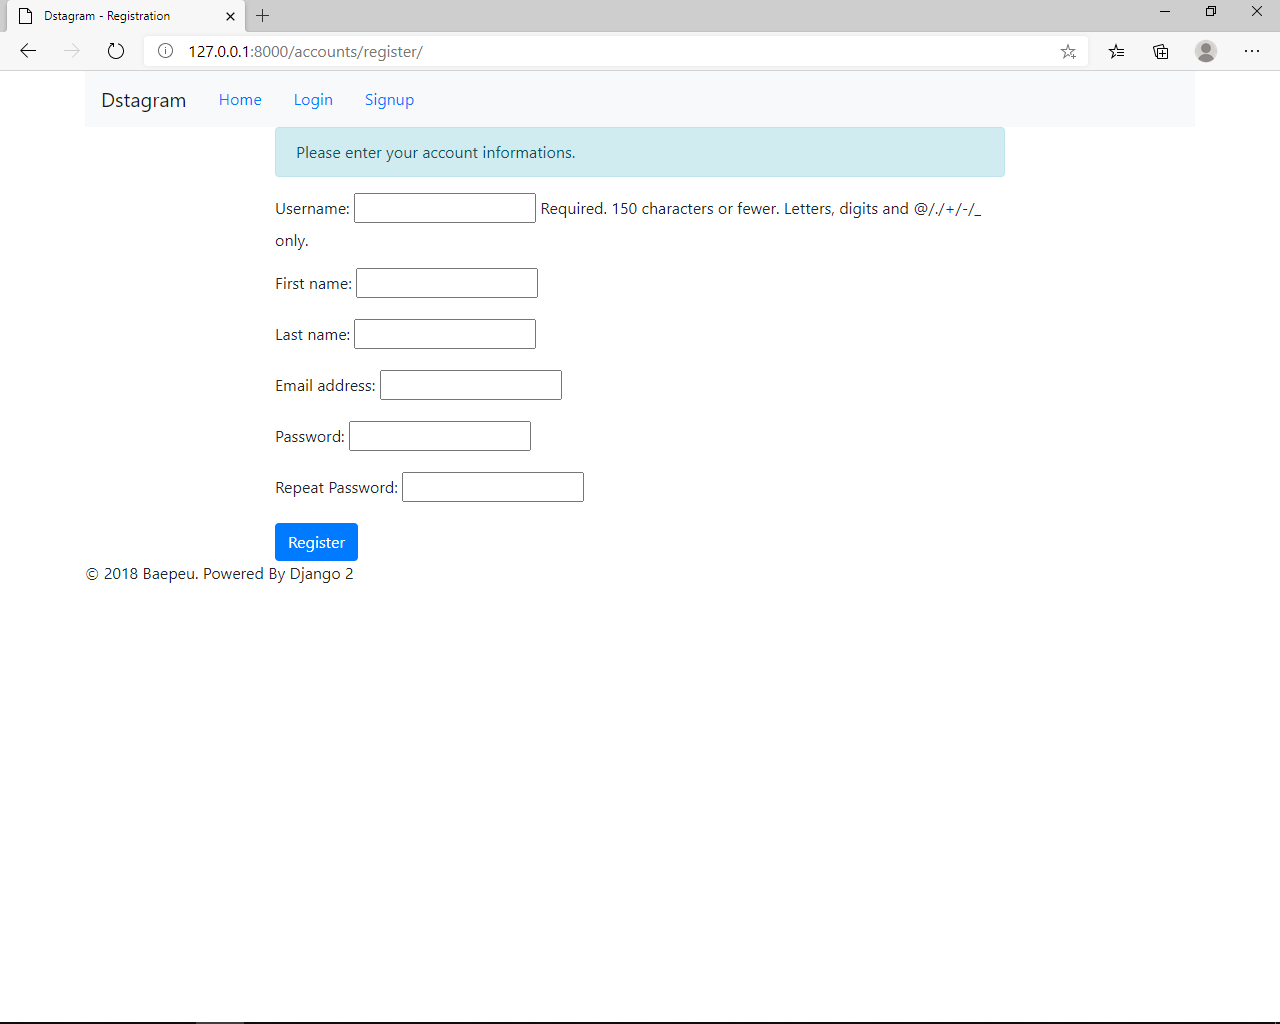 Dstagram - Registration
127.0.0.1:8000/accounts/register/
Dstagram Home Login Signup
Please enter your account informations.
Username: Required. 150 characters or fewer. Letters, digits and @/./+/-/_
only.
First name:
Last name:
Email address:
Password:
Repeat Password:
Register
© 2018 Baepeu. Powered By Django 2